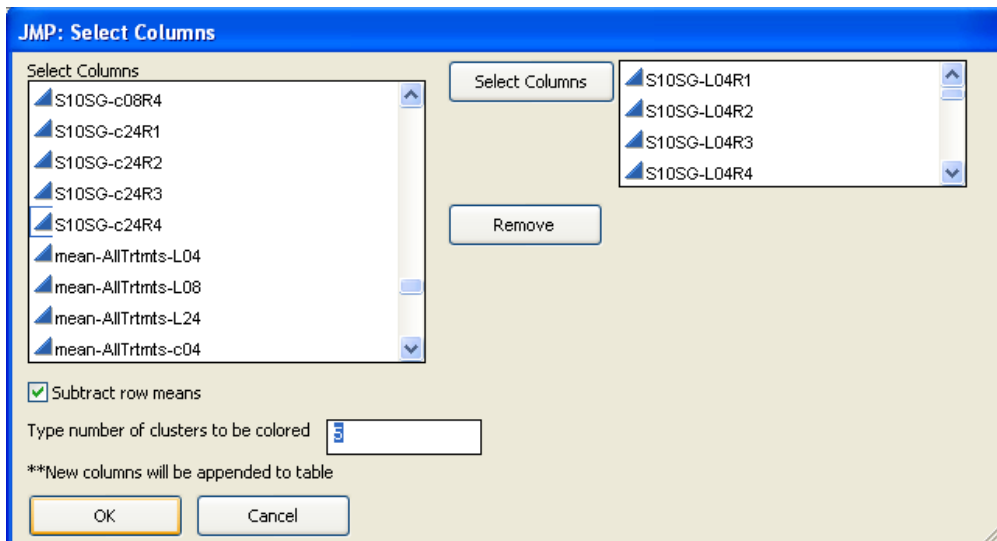 JMP: Select Columns
Select Columns
S10SG-c08R4
S10SG-c24R1
S10SG-c24R2
S10SG-c24R3
S10SG-c24R4
mean-AllTrtmts-L04
mean-AllTrtmts-L08
mean-AllTrtmts-L24
mean-AllTrtmts-c04
Select Columns
S10SG-L04R1
S10SG-L04R2
S10SG-L04R3
S10SG-L04R4
Remove
Subtract row means
Type number of clusters to be colored 5
**New columns will be appended to table
OK Cancel